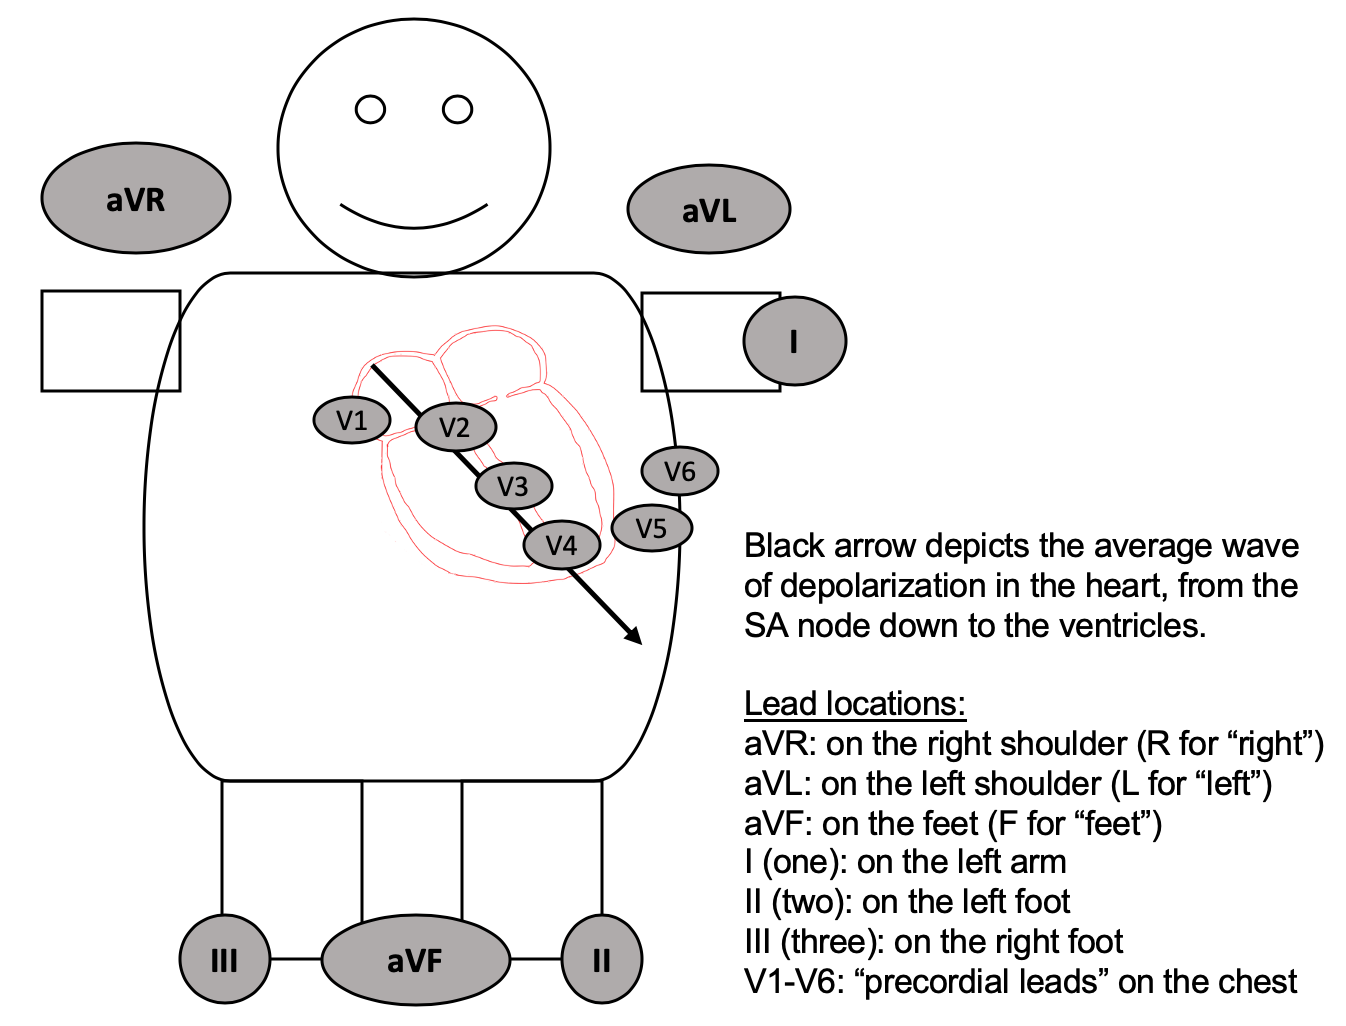 aVR
aVL
I
V1
V2
V3
V6
V4
V5
Black arrow depicts the average wave
of depolarization in the heart, from the
SA node down to the ventricles.
Lead locations:
aVR: on the right shoulder (R for “right”)
aVL: on the left shoulder (L for “left”)
aVF: on the feet (F for “feet”)
I (one): on the left arm
II (two): on the left foot
III (three): on the right foot
V1-V6: “precordial leads” on the chest
III
aVF
II